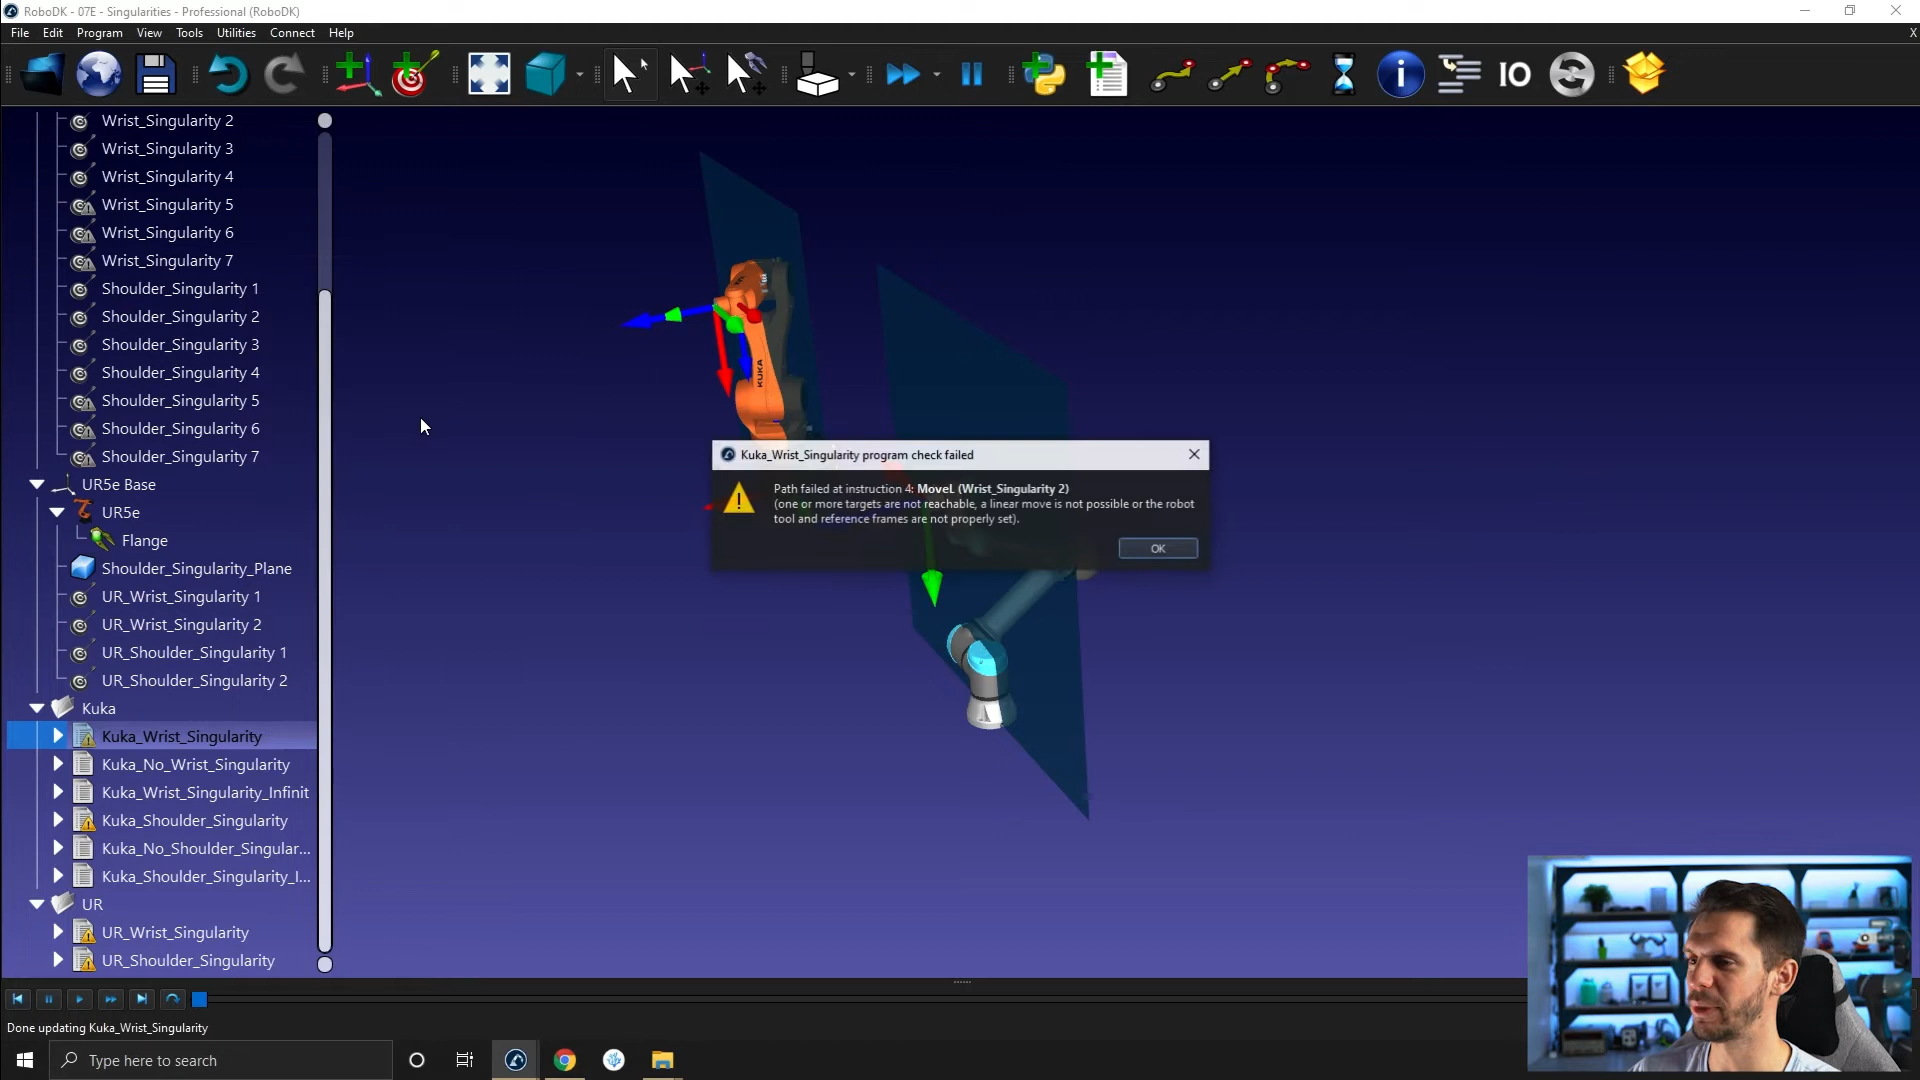 RoboDK - 07E - Singularities - Professional (RoboDK)
File Edit Program View Tools Utilities Connect Help X
IO
Wrist_Singularity 2
Wrist_Singularity 3
Wrist_Singularity 4
Wrist_Singularity 5
Wrist_Singularity 6
Wrist_Singularity 7
Shoulder_Singularity 1
Shoulder_Singularity 2
Shoulder_Singularity 3
Shoulder_Singularity 4
Shoulder_Singularity 5
Shoulder_Singularity 6
Shoulder_Singularity 7
UR5e Base
UR5e
Flange
Shoulder_Singularity_Plane
UR_Wrist_Singularity 1
UR_Wrist_Singularity 2
UR_Shoulder_Singularity 1
UR_Shoulder_Singularity 2
Kuka
Kuka_Wrist_Singularity
Kuka_No_Wrist_Singularity
Kuka_Wrist_Singularity_Infinit
Kuka_Shoulder_Singularity
Kuka_No_Shoulder_Singular...
Kuka_Shoulder_Singularity_I...
UR
UR_Wrist_Singularity
UR_Shoulder_Singularity
KUKA
Kuka_Wrist_Singularity program check failed
Path failed at instruction 4: MoveL (Wrist_Singularity 2)
(one or more targets are not reachable, a linear move is not possible or the robot
tool and reference frames are not properly set).
OK
Done updating Kuka_Wrist_Singularity
Type here to search